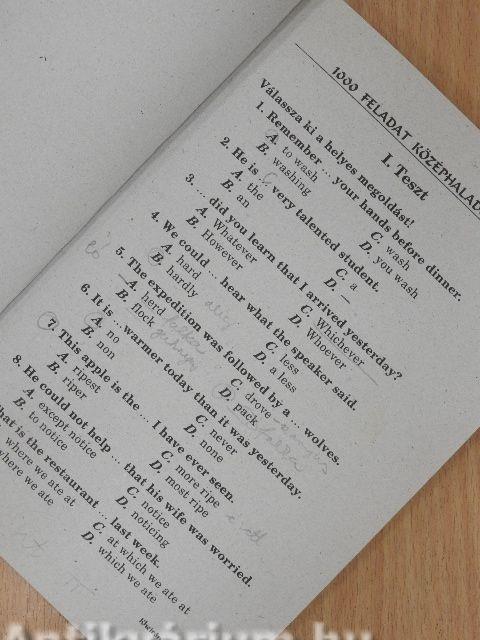 1000 FELADAT KÖZÉPHALAD
I. Teszt
Válassza ki a helyes megoldást!
1. Remember ... your hands before dinner.
A. to wash
B. washing
C. wash
D. you wash
2. He is ... very talented student.
A. the
B. an
C. a
D. —
3. ... did you learn that I arrived yesterday?
A. Whatever
B. However
C. Whichever
D. Whoever
4. We could ... hear what the speaker said.
A. hard
B. hardly
C. less
D. a less
5. The expedition was followed by a ... wolves.
A. herd
B. flock
C. drove
D. pack
6. It is ... warmer today than it was yesterday.
A. no
B. non
C. never
D. none
7. This apple is the ... I have ever seen.
A. ripest
B. riper
C. more ripe
D. most ripe
8. He could not help ... that his wife was worried.
A. except notice
B. to notice
C. notice
D. noticing
hat is the restaurant ... last week.
where we ate at
where we ate
C. at which we ate at
D. which we ate
Antikvárium.hu